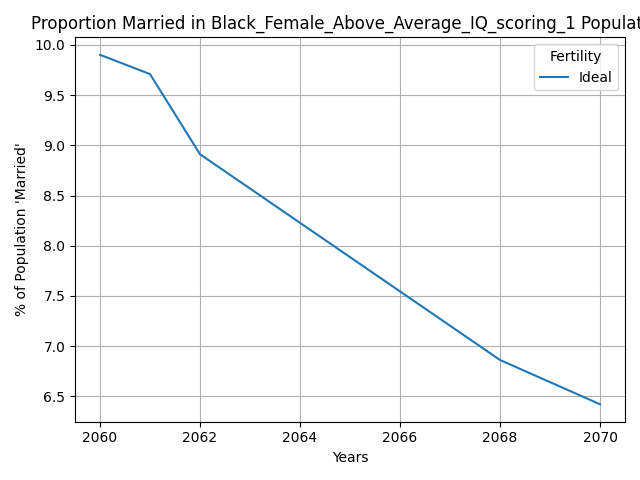 Proportion Married in Black_Female_Above_Average_IQ_scoring_1 Populat
Fertility
Ideal
% of Population 'Married'
10.0
9.5
9.0
8.5
8.0
7.5
7.0
6.5
2060 2062 2064 2066 2068 2070
Years